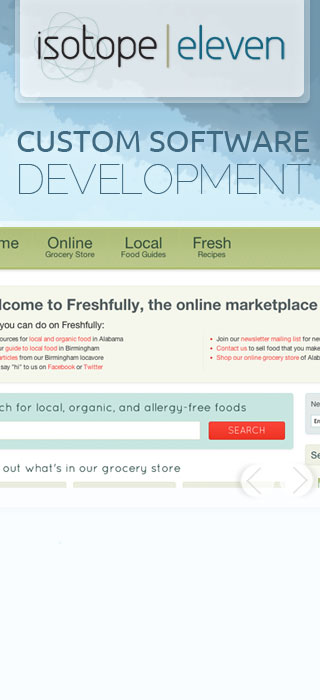 isotope | eleven
CUSTOM SOFTWARE
DEVELOPMENT
me Online Local Fresh
Grocery Store Food Guides Recipes
lcome to Freshfully, the online marketplace
you can do on Freshfully:
ources for local and organic food in Alabama
ur guide to local food in Birmingham
articles from our Birmingham locavore
say "hi" to us on Facebook or Twitter
• Join our newsletter mailing list for ne
• Contact us to sell food that you make
• Shop our online grocery store of Ala
ch for local, organic, and allergy-free foods
SEARCH
Ne
Se
out what's in our grocery store